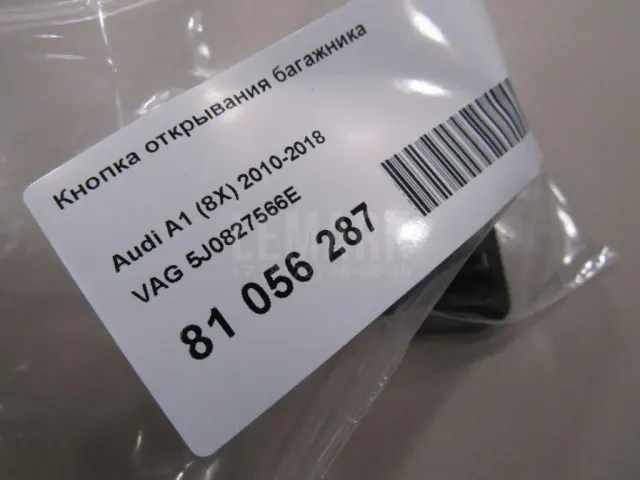 Кнопка открывания багажника
Audi A1 (8X) 2010-2018
VAG 5J0827566E
81 056 287